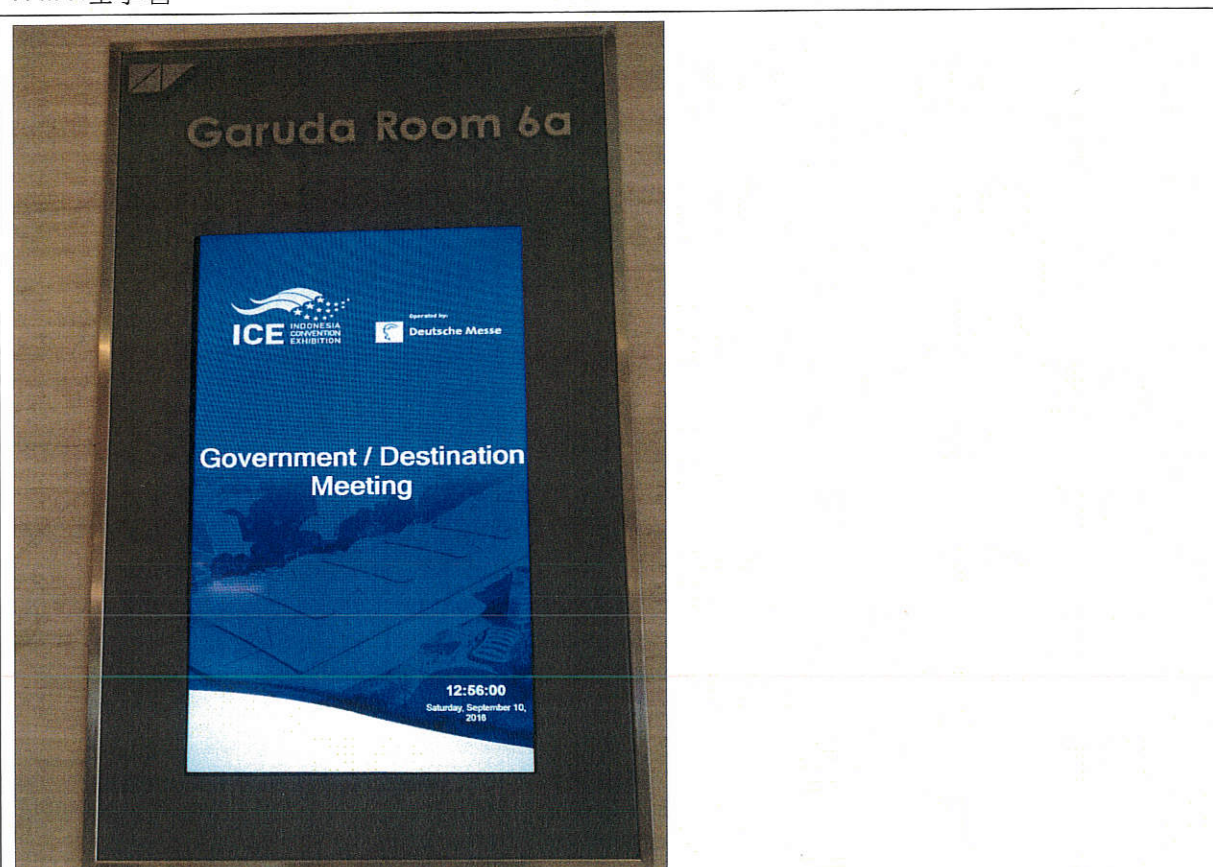 Garuda Room 6a
ICE
INDONESIA
CONVENTION
EXHIBITION
Operated by:
Deutsche Messe
Government / Destination
Meeting
12:56:00
Saturday, September 10,
2016